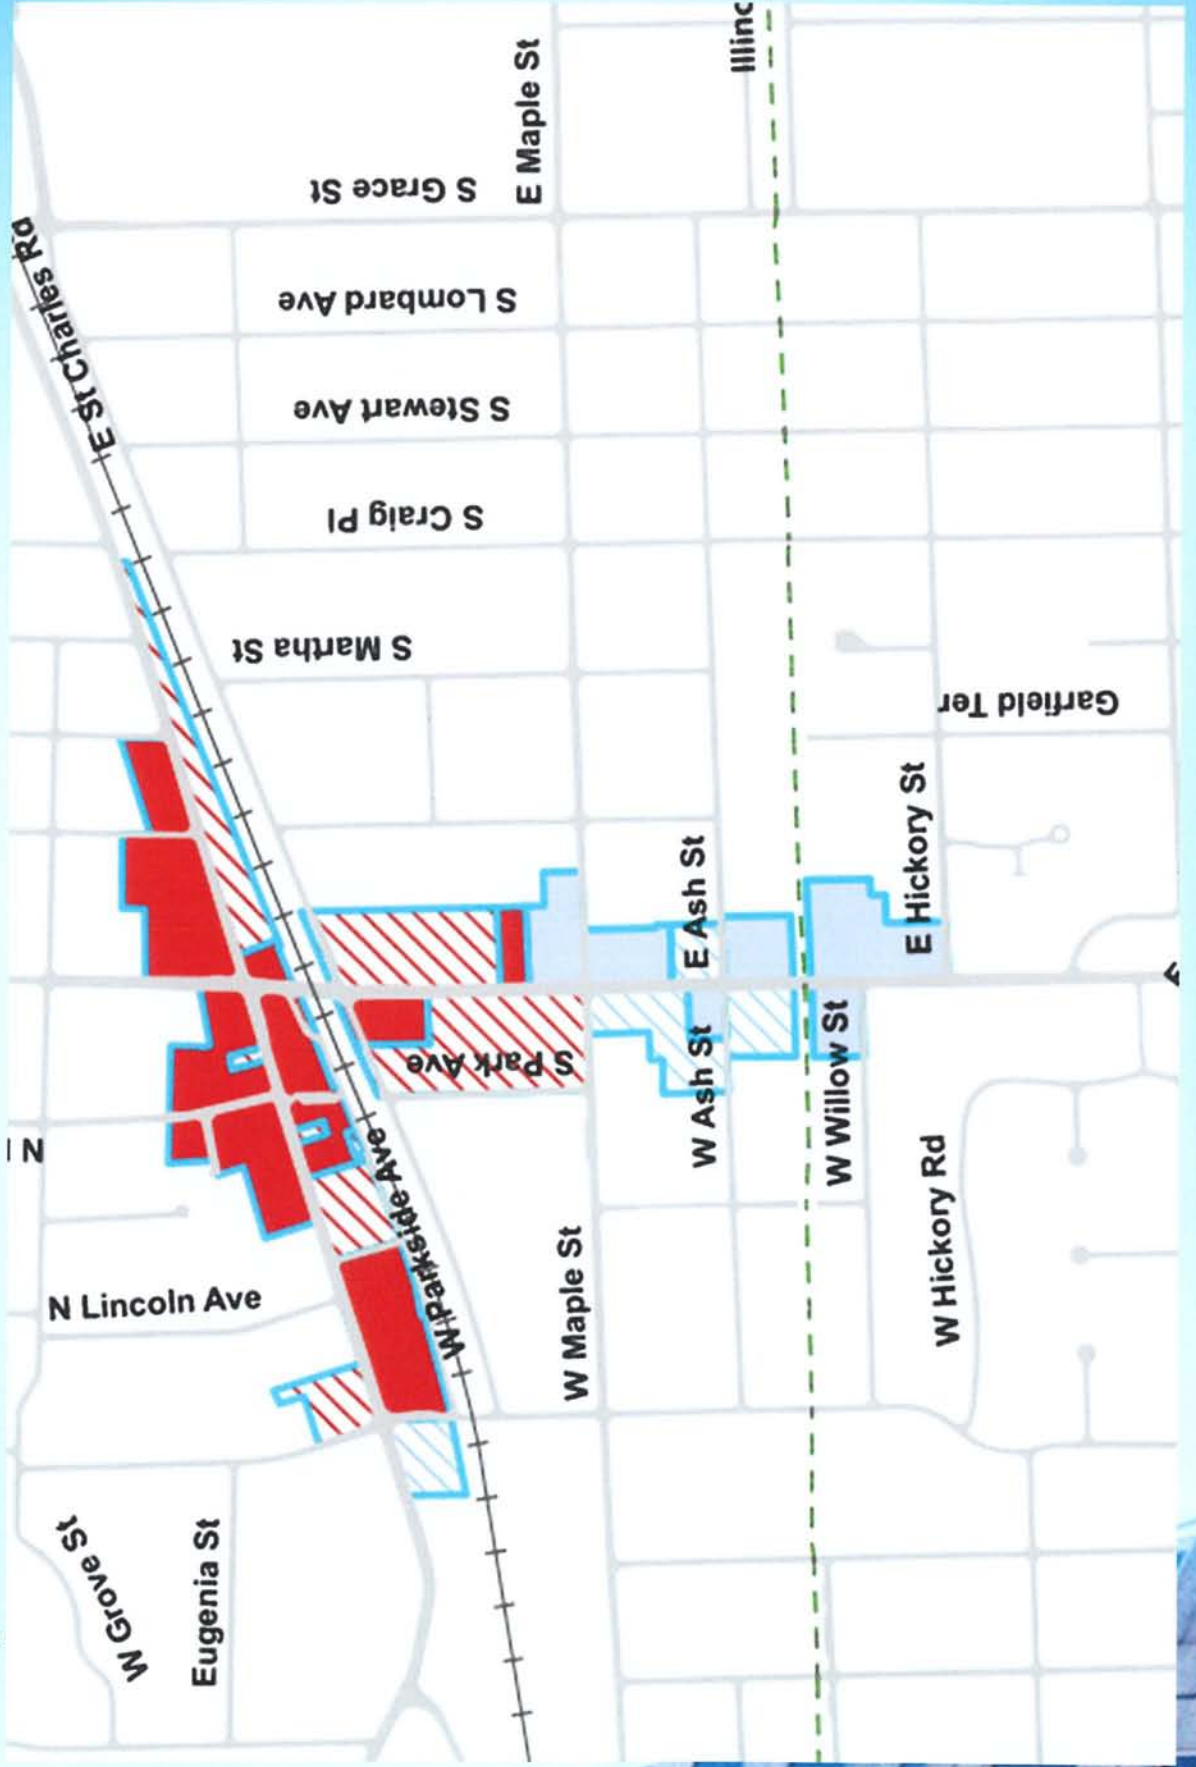 Illinc
E Maple St
S Grace St
E St Charles Rd
S Lombard Ave
S Stewart Ave
S Craig Pl
S Martha St
Garfield Ter
E Hickory St
E Ash St
S Park Ave
W Ash St
W Willow St
N
W Parkside Ave
W Hickory Rd
W Maple St
N Lincoln Ave
W Grove St
Eugenia St